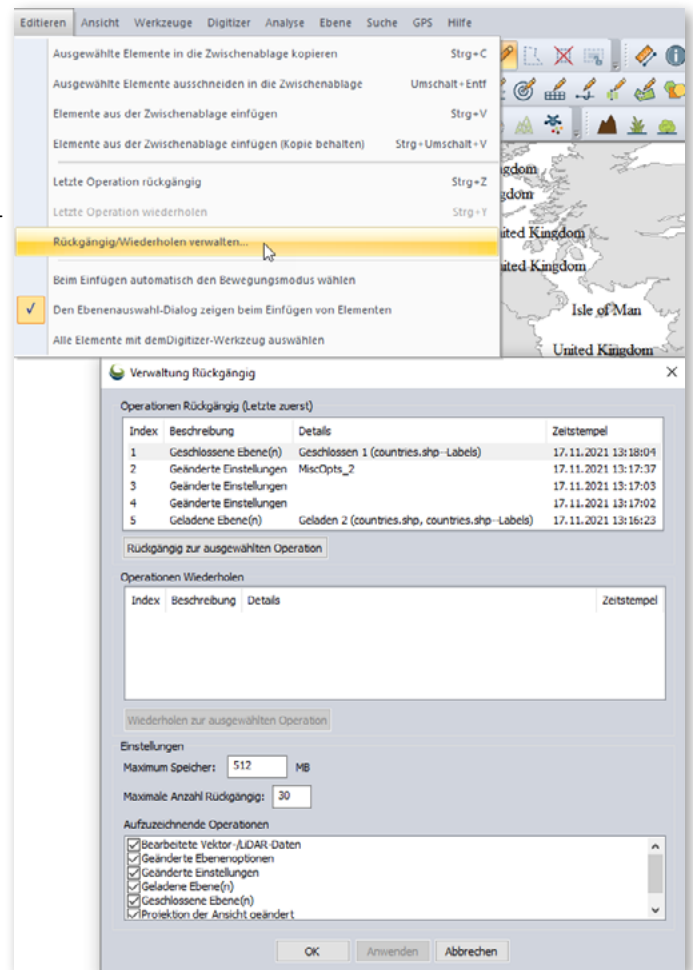 Editieren Ansicht Werkzeuge Digitizer Analyse Ebene Suche GPS Hilfe
Ausgewählte Elemente in die Zwischenablage kopieren Strg+C
Ausgewählte Elemente ausschneiden in die Zwischenablage Umschalt+Entf
Elemente aus der Zwischenablage einfügen Strg+V
Elemente aus der Zwischenablage einfügen (Kopie behalten) Strg+Umschalt+V
Letzte Operation rückgängig Strg+Z
Letzte Operation wiederholen Strg+Y
Rückgängig/Wiederholen verwalten...
Beim Einfügen automatisch den Bewegungsmodus wählen
Den Ebenenauswahl-Dialog zeigen beim Einfügen von Elementen
Alle Elemente mit demDigitizer-Werkzeug auswählen
gdom
gdom
ited Kingdom
ited Kingdom
Isle of Man
United Kingdom
Verwaltung Rückgängig
Operationen Rückgängig (Letzte zuerst)
Index Beschreibung Details Zeitstempel
1 Geschlossene Ebene(n) Geschlossen 1 (countries.shp--Labels) 17.11.2021 13:18:04
2 Geänderte Einstellungen MiscOpts_2 17.11.2021 13:17:37
3 Geänderte Einstellungen 17.11.2021 13:17:03
4 Geänderte Einstellungen 17.11.2021 13:17:02
5 Geladene Ebene(n) Geladen 2 (countries.shp, countries.shp--Labels) 17.11.2021 13:16:23
Rückgängig zur ausgewählten Operation
Operationen Wiederholen
Index Beschreibung Details Zeitstempel
Wiederholen zur ausgewählten Operation
Einstellungen
Maximum Speicher: 512 MB
Maximale Anzahl Rückgängig: 30
Aufzuzeichnende Operationen
Bearbeitete Vektor-/LiDAR-Daten
Geänderte Ebenenoptionen
Geänderte Einstellungen
Geladene Ebene(n)
Geschlossene Ebene(n)
Projektion der Ansicht geändert
OK Anwenden Abbrechen